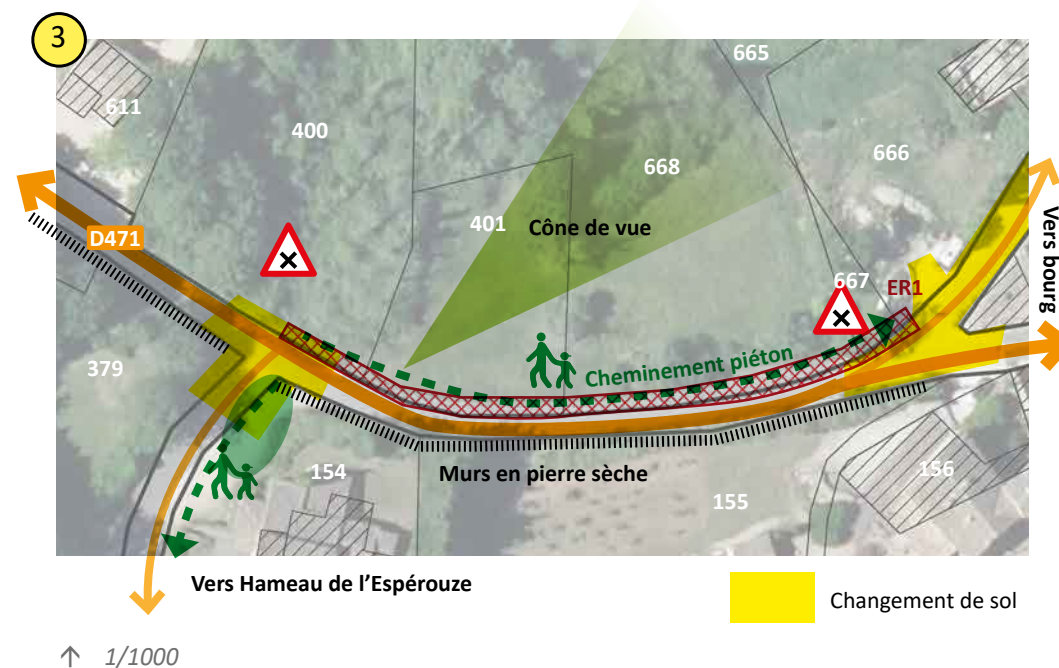 3
665
611
400
666
668
401
Cône de vue
D471
Vers bourg
667
ER1
379
Cheminement piéton
154
Murs en pierre sèche
156
155
Vers Hameau de l'Espérouze
Changement de sol
↑ 1/1000